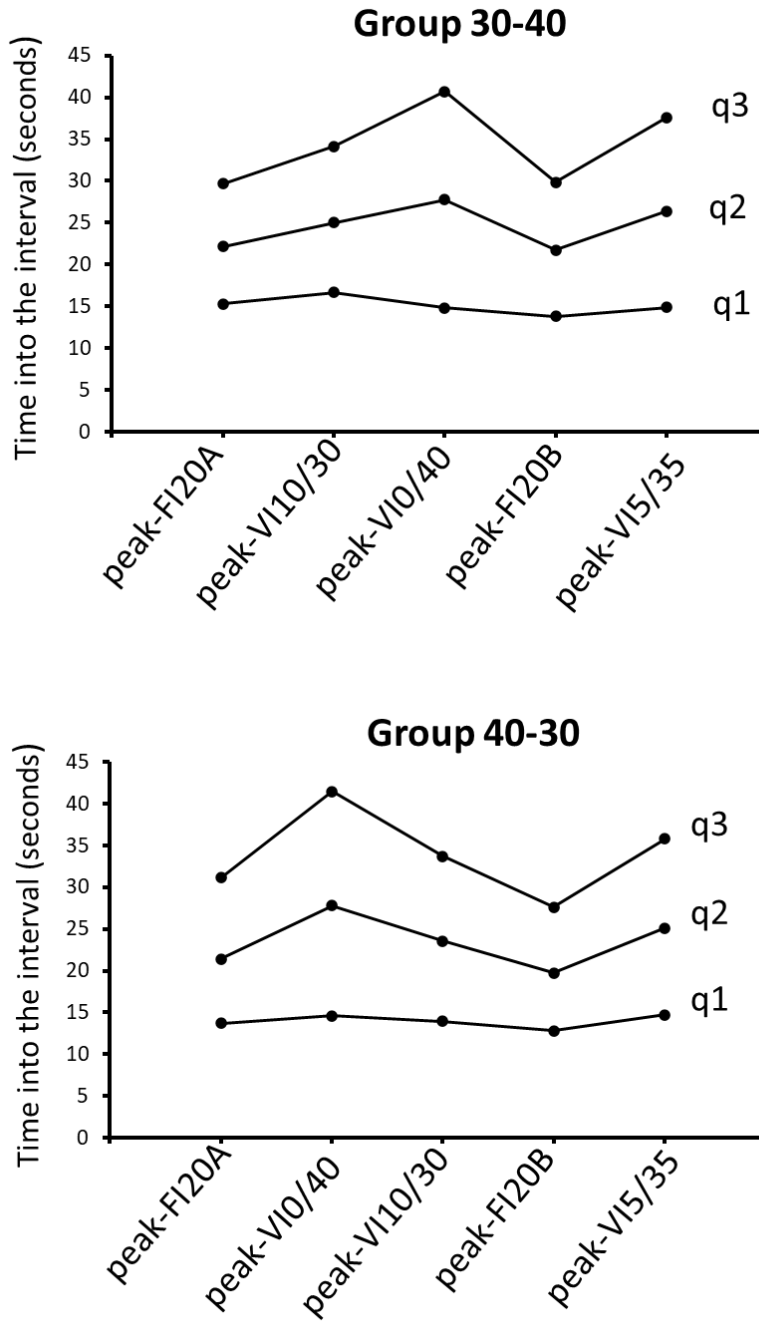 Group 30-40
Time into the interval (seconds)
45
40
35
30
25
20
15
10
5
0
q3
q2
q1
peak-FI20A
peak-VI10/30
peak-VI0/40
peak-FI20B
peak-VI5/35
Group 40-30
Time into the interval (seconds)
45
40
35
30
25
20
15
10
5
0
q3
q2
q1
peak-FI20A
peak-VI0/40
peak-VI10/30
peak-FI20B
peak-VI5/35